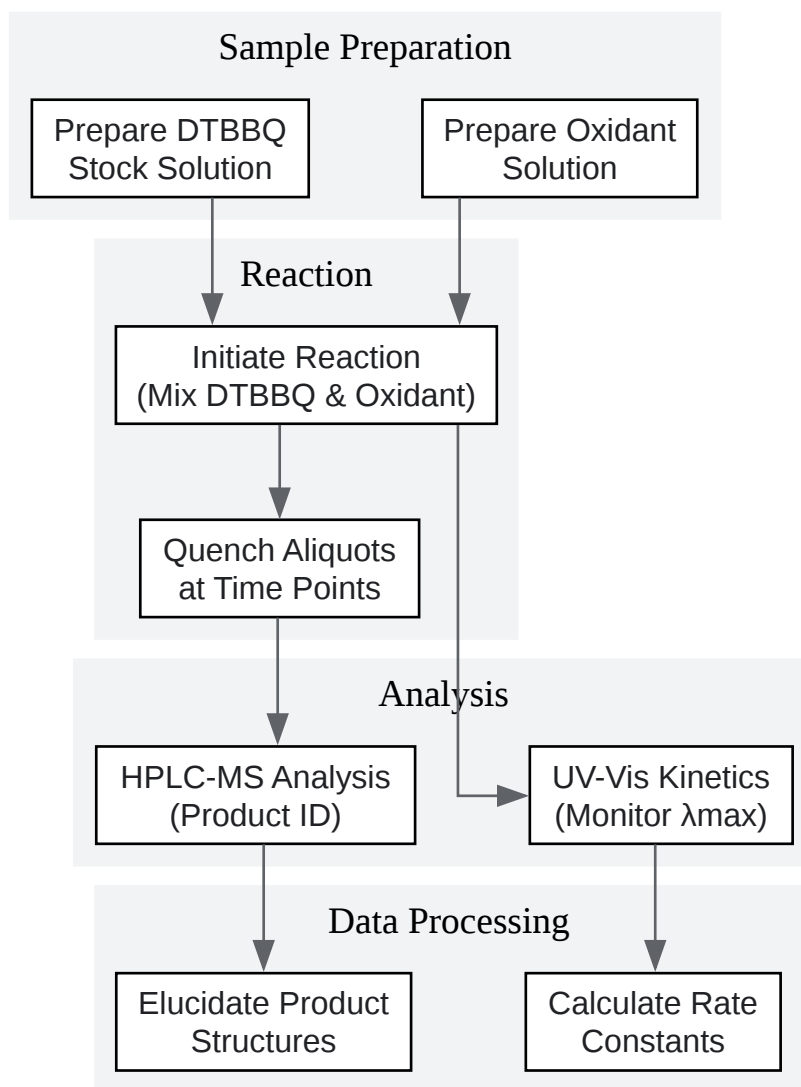 Sample Preparation
Prepare DTBBQ
Stock Solution
Prepare Oxidant
Solution
Reaction
Initiate Reaction
(Mix DTBBQ & Oxidant)
Quench Aliquots
at Time Points
Analysis
HPLC-MS Analysis
(Product ID)
UV-Vis Kinetics
(Monitor λmax)
Data Processing
Elucidate Product
Structures
Calculate Rate
Constants